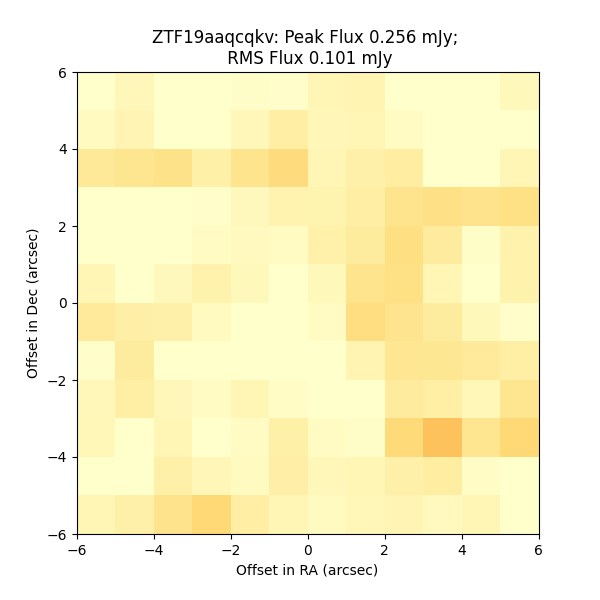 ZTF19aaqcqkv: Peak Flux 0.256 mJy;
RMS Flux 0.101 mJy
6
4
2
0
−2
−4
−6
Offset in Dec (arcsec)
−6 −4 −2 0 2 4 6
Offset in RA (arcsec)